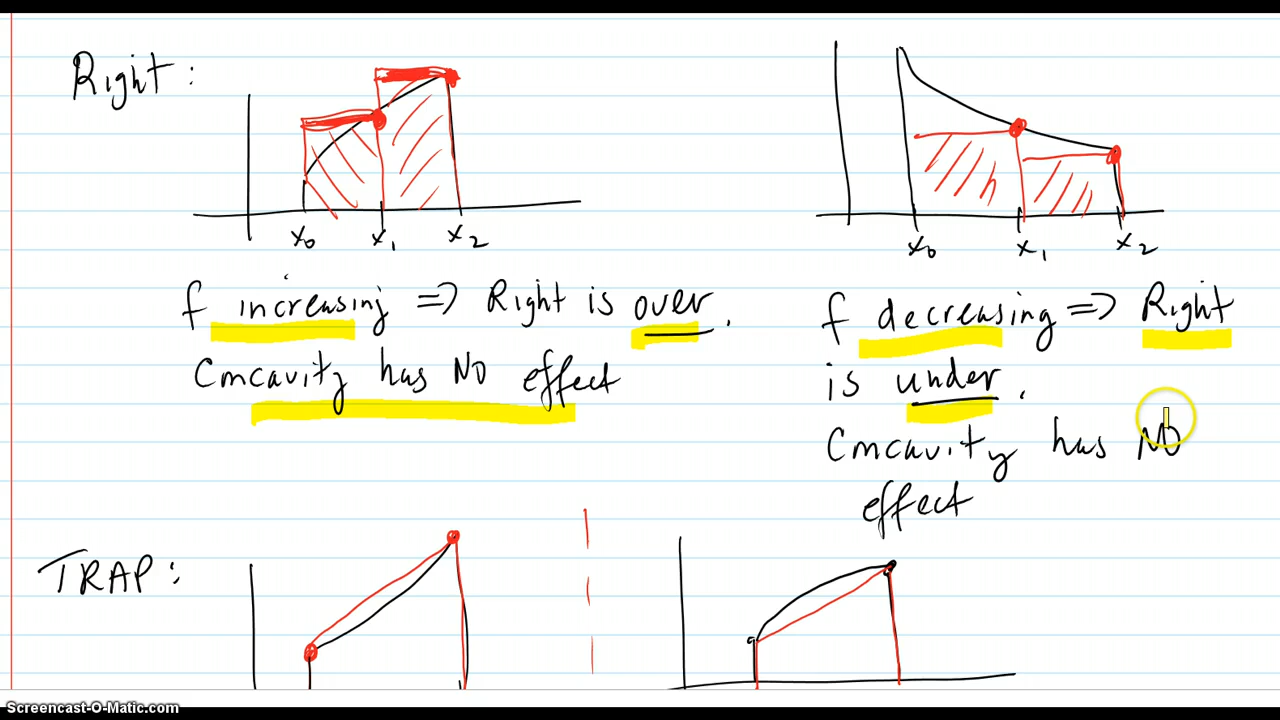 Right :
x₀ x₁ x₂
x₀ x₁ x₂
f increasing => Right is over.
Concavity has NO effect
f decreasing => Right
is under.
Concavity has NO
effect
TRAP:
Screencast-O-Matic.com